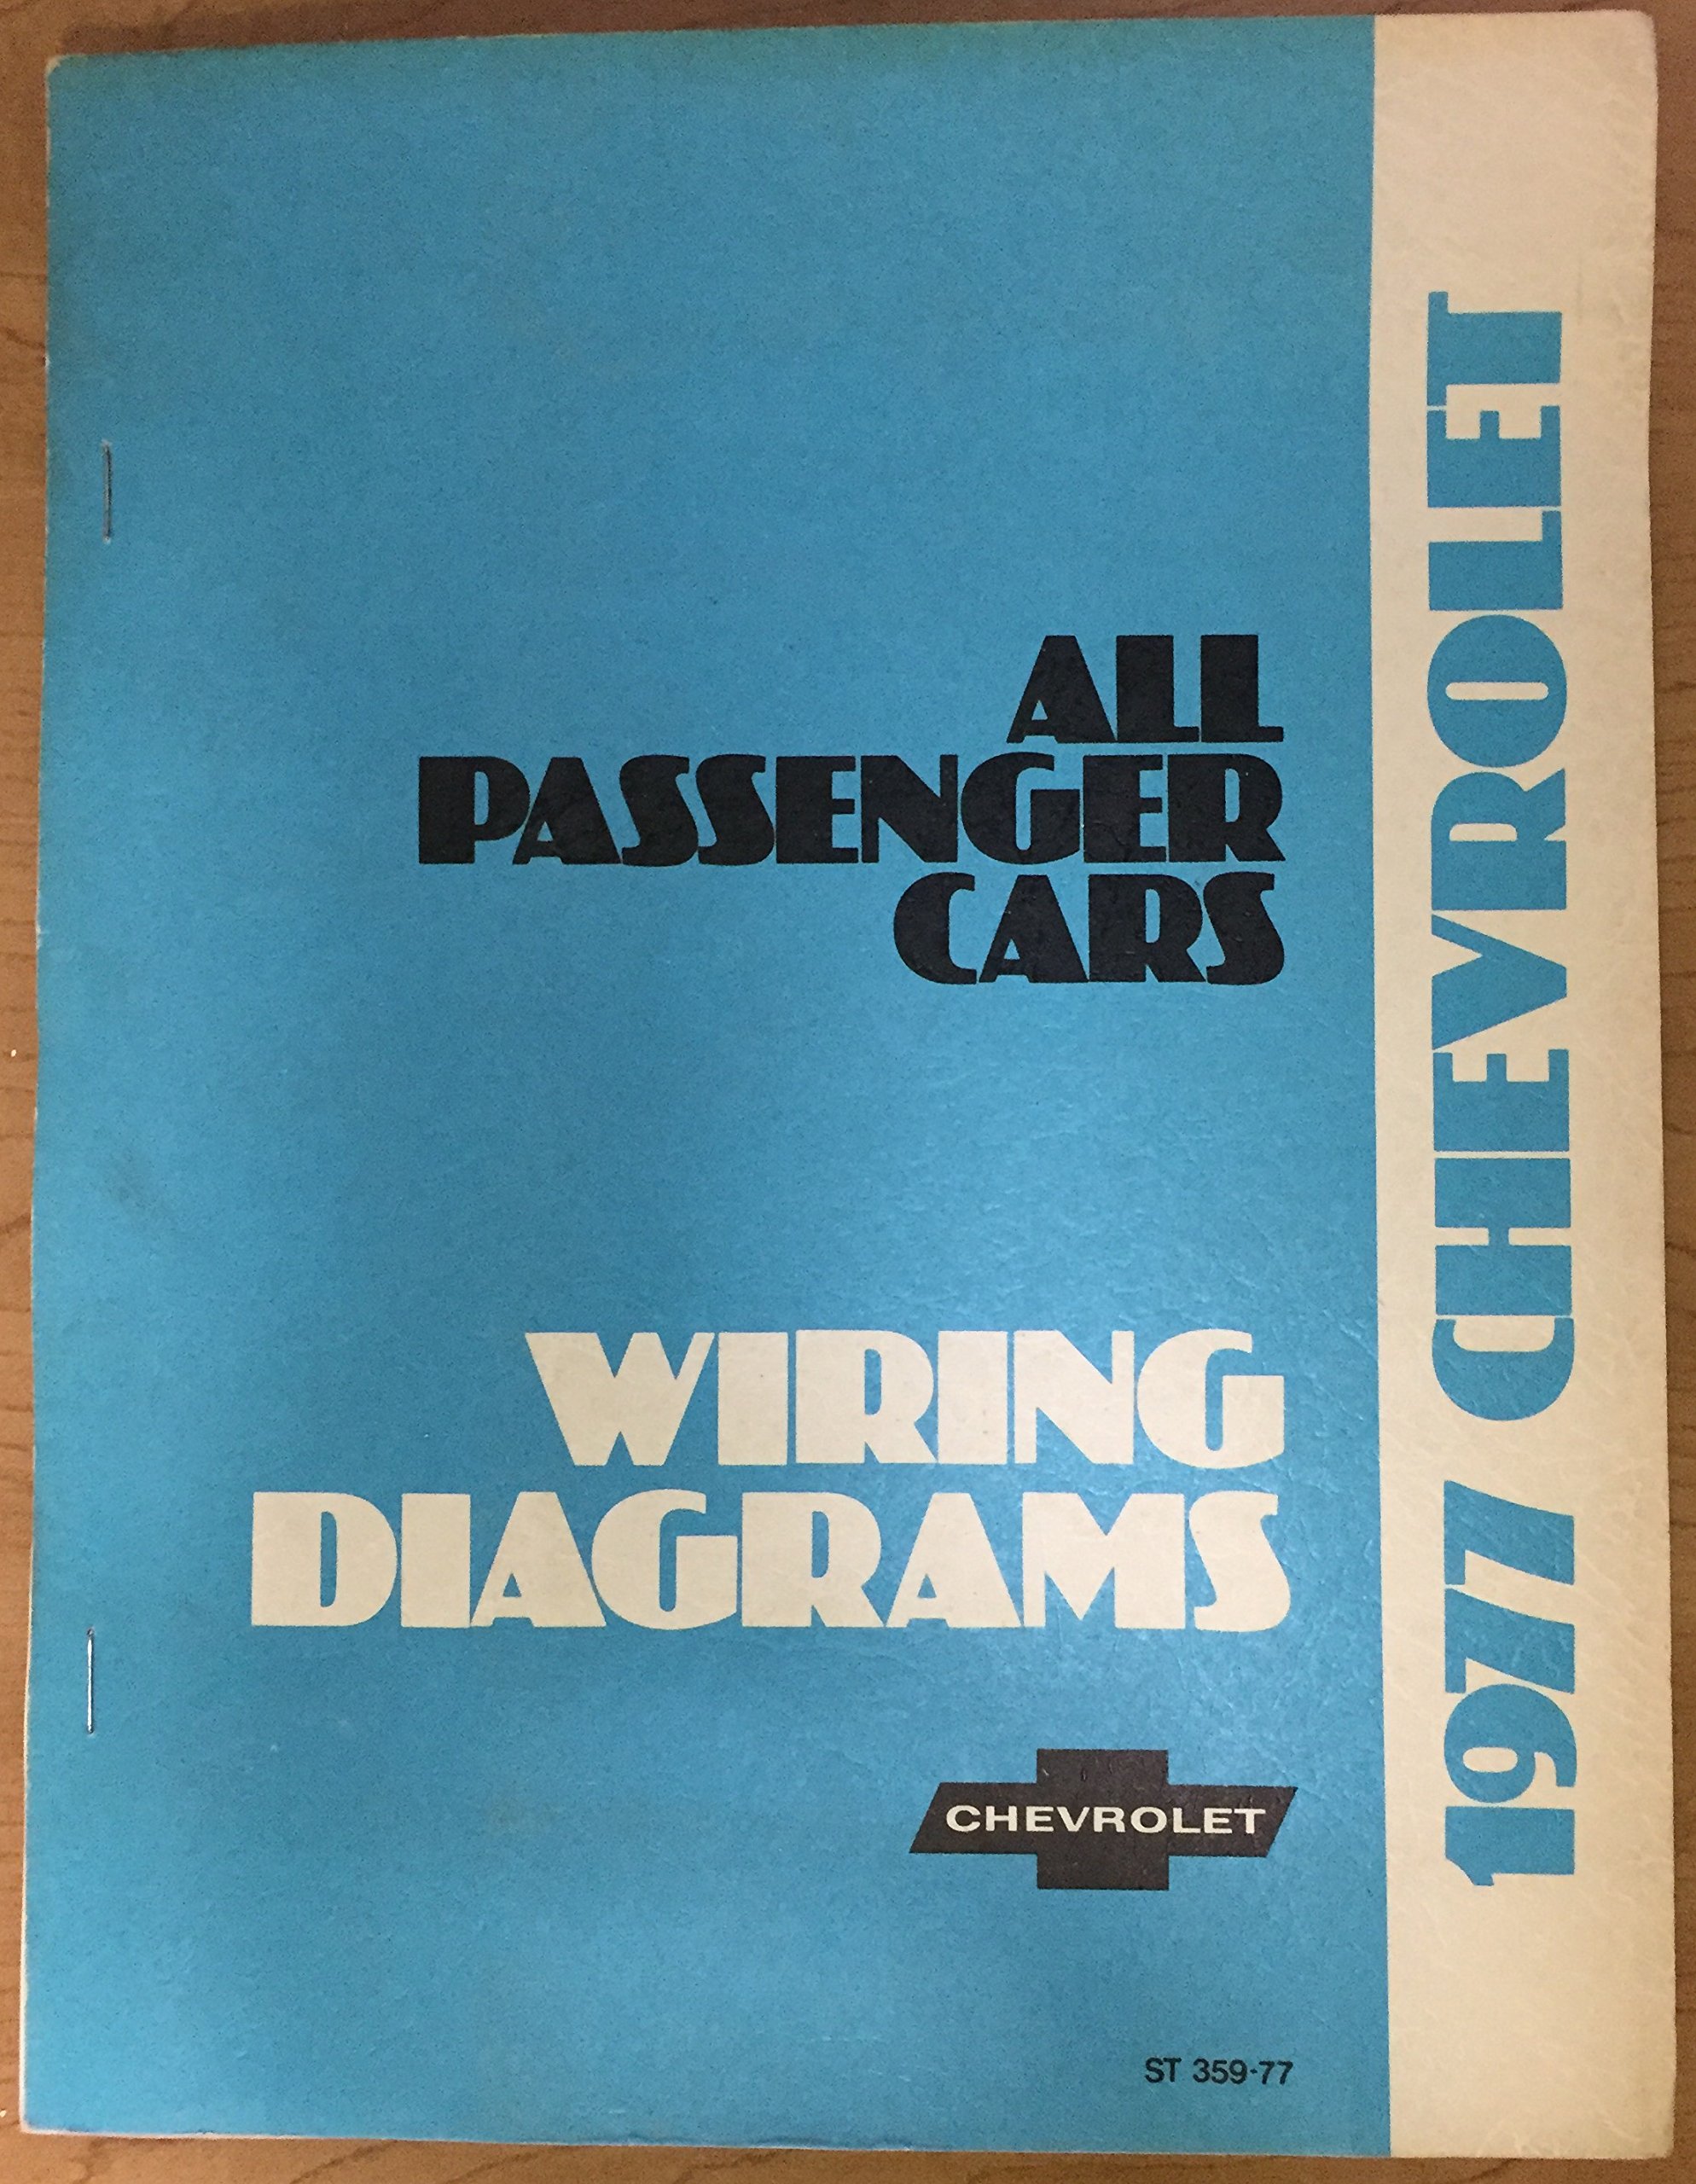 ALL
PASSENGER
CARS
WIRING
DIAGRAMS
CHEVROLET
ST 359-77
1977 CHEVROLET